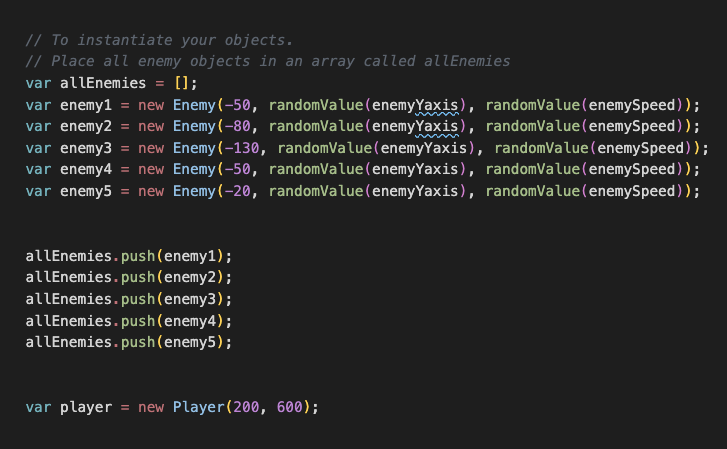 // To instantiate your objects.
// Place all enemy objects in an array called allEnemies
var allEnemies = [];
var enemy1 = new Enemy(-50, randomValue(enemyYaxis), randomValue(enemySpeed));
var enemy2 = new Enemy(-80, randomValue(enemyYaxis), randomValue(enemySpeed));
var enemy3 = new Enemy(-130, randomValue(enemyYaxis), randomValue(enemySpeed));
var enemy4 = new Enemy(-50, randomValue(enemyYaxis), randomValue(enemySpeed));
var enemy5 = new Enemy(-20, randomValue(enemyYaxis), randomValue(enemySpeed));
allEnemies.push(enemy1);
allEnemies.push(enemy2);
allEnemies.push(enemy3);
allEnemies.push(enemy4);
allEnemies.push(enemy5);
var player = new Player(200, 600);